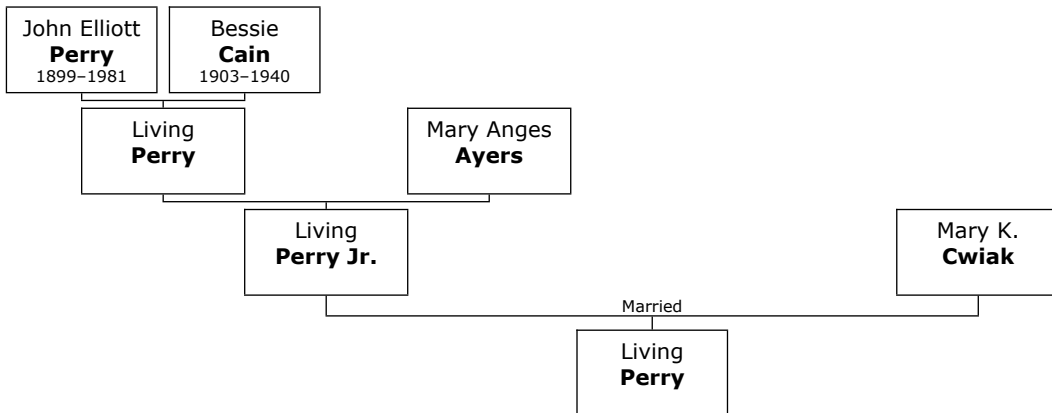 John Elliott
Perry
1899–1981
Bessie
Cain
1903–1940
Living
Perry
Mary Anges
Ayers
Living
Perry Jr.
Mary K.
Cwiak
Married
Living
Perry